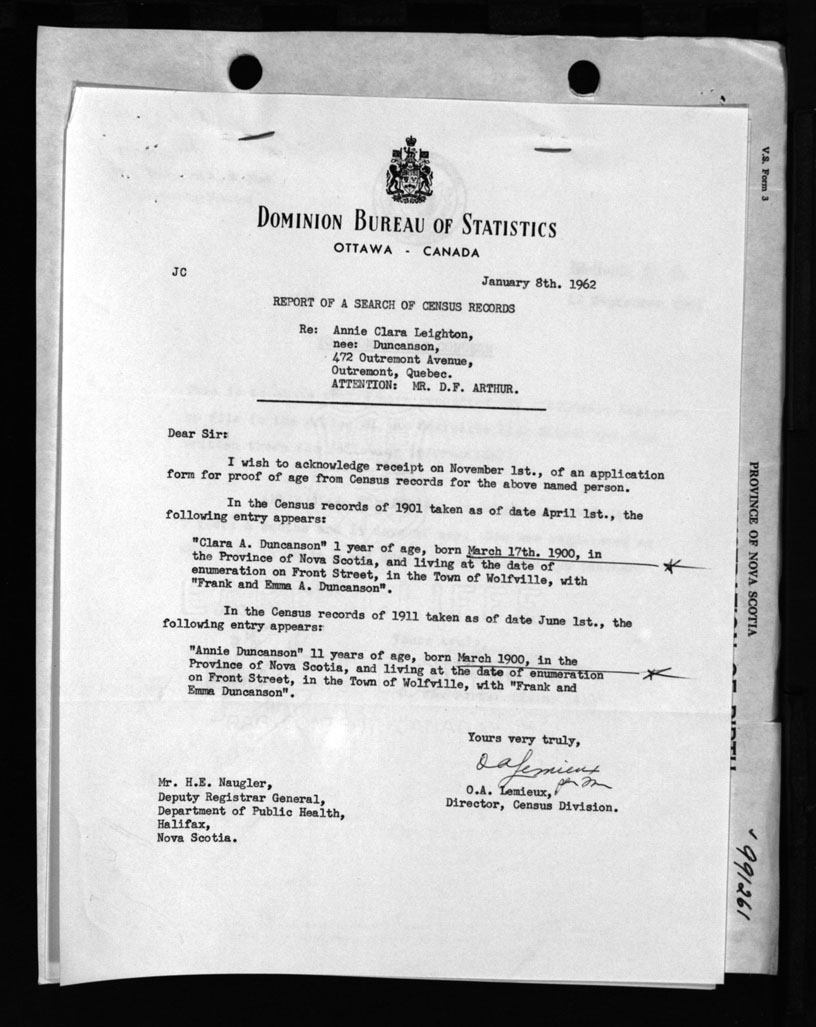 DOMINION BUREAU OF STATISTICS
OTTAWA - CANADA
JC
January 8th. 1962
REPORT OF A SEARCH OF CENSUS RECORDS
Re: Annie Clara Leighton,
nee: Duncanson,
472 Outremont Avenue,
Outremont, Quebec.
ATTENTION: MR. D.F. ARTHUR.
Dear Sir:
I wish to acknowledge receipt on November 1st., of an application
form for proof of age from Census records for the above named person.
In the Census records of 1901 taken as of date April 1st., the
following entry appears:
"Clara A. Duncanson" 1 year of age, born March 17th. 1900, in
the Province of Nova Scotia, and living at the date of
enumeration on Front Street, in the Town of Wolfville, with
"Frank and Emma A. Duncanson".
In the Census records of 1911 taken as of date June 1st., the
following entry appears:
"Annie Duncanson" 11 years of age, born March 1900, in the
Province of Nova Scotia, and living at the date of enumeration
on Front Street, in the Town of Wolfville, with "Frank and
Emma Duncanson".
Yours very truly,
O A Lemieux
O.A. Lemieux,
Director, Census Division.
Mr. H.E. Naugler,
Deputy Registrar General,
Department of Public Health,
Halifax,
Nova Scotia.
V.S. Form 3
PROVINCE OF NOVA SCOTIA
OF BIRTH
991261